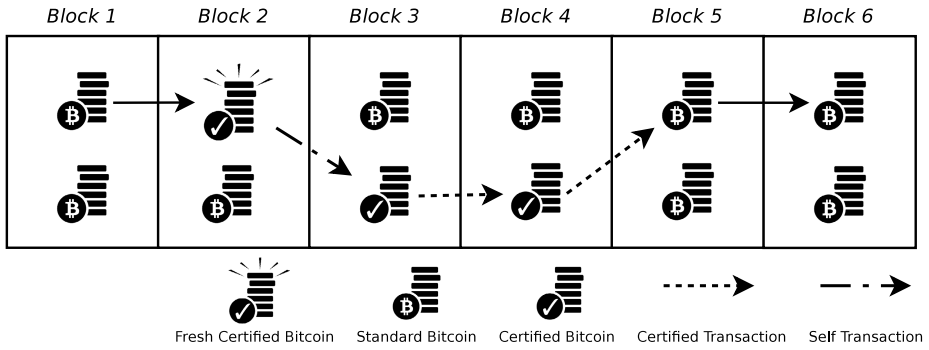 Block 1 Block 2 Block 3 Block 4 Block 5 Block 6
Fresh Certified Bitcoin Standard Bitcoin Certified Bitcoin Certified Transaction Self Transaction